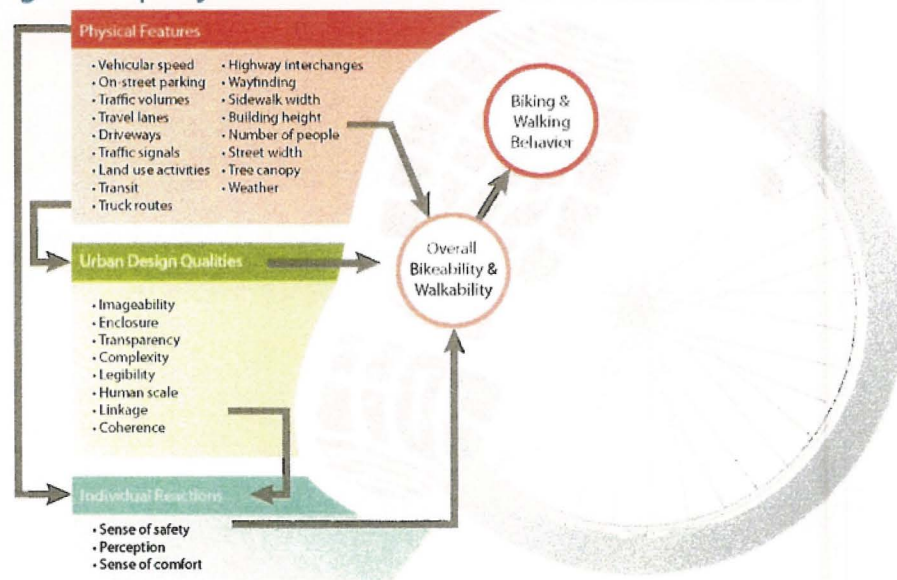 Physical Features
• Vehicular speed
• On-street parking
• Traffic volumes
• Travel lanes
• Driveways
• Traffic signals
• Land use activities
• Transit
• Truck routes
• Highway interchanges
• Wayfinding
• Sidewalk width
• Building height
• Number of people
• Street width
• Tree canopy
• Weather
Biking &
Walking
Behavior
Overall
Bikeability &
Walkability
Urban Design Qualities
• Imageability
• Enclosure
• Transparency
• Complexity
• Legibility
• Human scale
• Linkage
• Coherence
Individual Reactions
• Sense of safety
• Perception
• Sense of comfort